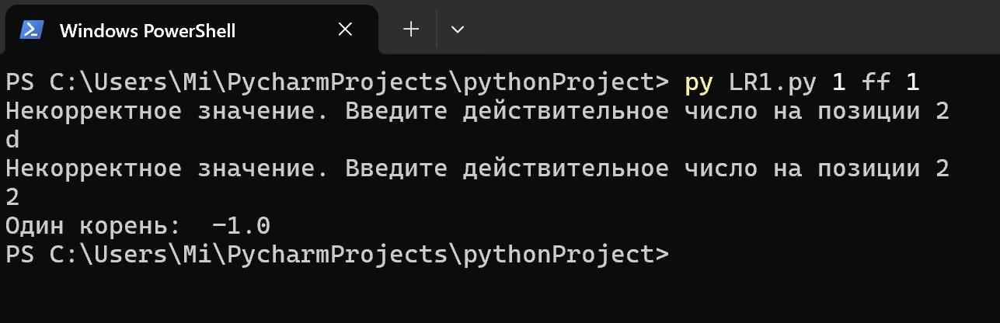 Windows PowerShell
PS C:\Users\Mi\PycharmProjects\pythonProject> py LR1.py 1 ff 1
Некорректное значение. Введите действительное число на позиции 2
d
Некорректное значение. Введите действительное число на позиции 2
2
Один корень:  -1.0
PS C:\Users\Mi\PycharmProjects\pythonProject>